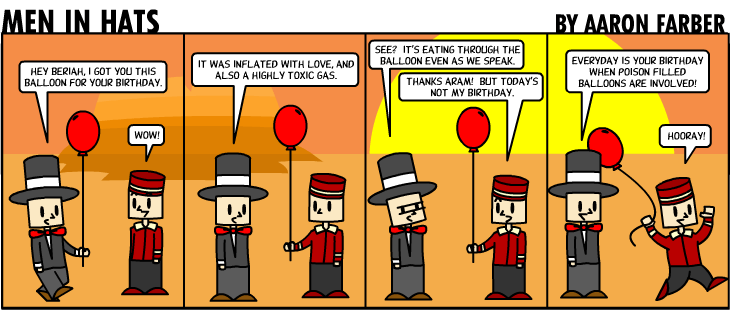 MEN IN HATS
BY AARON FARBER
HEY BERIAH, I GOT YOU THIS
BALLOON FOR YOUR BIRTHDAY.
WOW!
IT WAS INFLATED WITH LOVE, AND
ALSO A HIGHLY TOXIC GAS.
SEE? IT'S EATING THROUGH THE
BALLOON EVEN AS WE SPEAK.
THANKS ARAM! BUT TODAY'S
NOT MY BIRTHDAY.
EVERYDAY IS YOUR BIRTHDAY
WHEN POISON FILLED
BALLOONS ARE INVOLVED!
HOORAY!